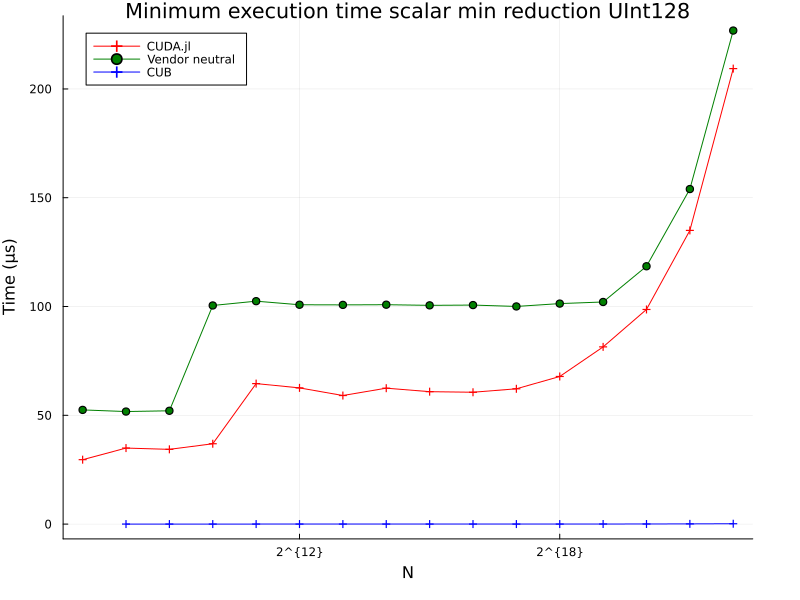 Minimum execution time scalar min reduction UInt128
CUDA.jl
Vendor neutral
CUB
Time (μs)
200
150
100
50
0
2^{12}
2^{18}
N